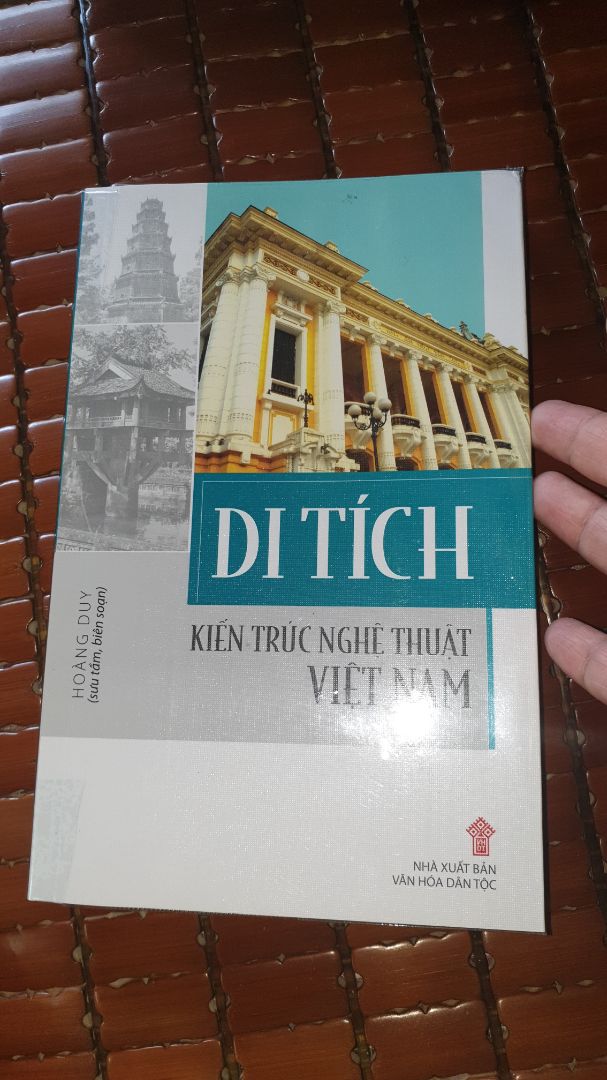 DI TÍCH
KIẾN TRÚC NGHỆ THUẬT
VIỆT NAM
HOÀNG DUY
(sưu tầm, biên soạn)
NHÀ XUẤT BẢN
VĂN HÓA DÂN TỘC